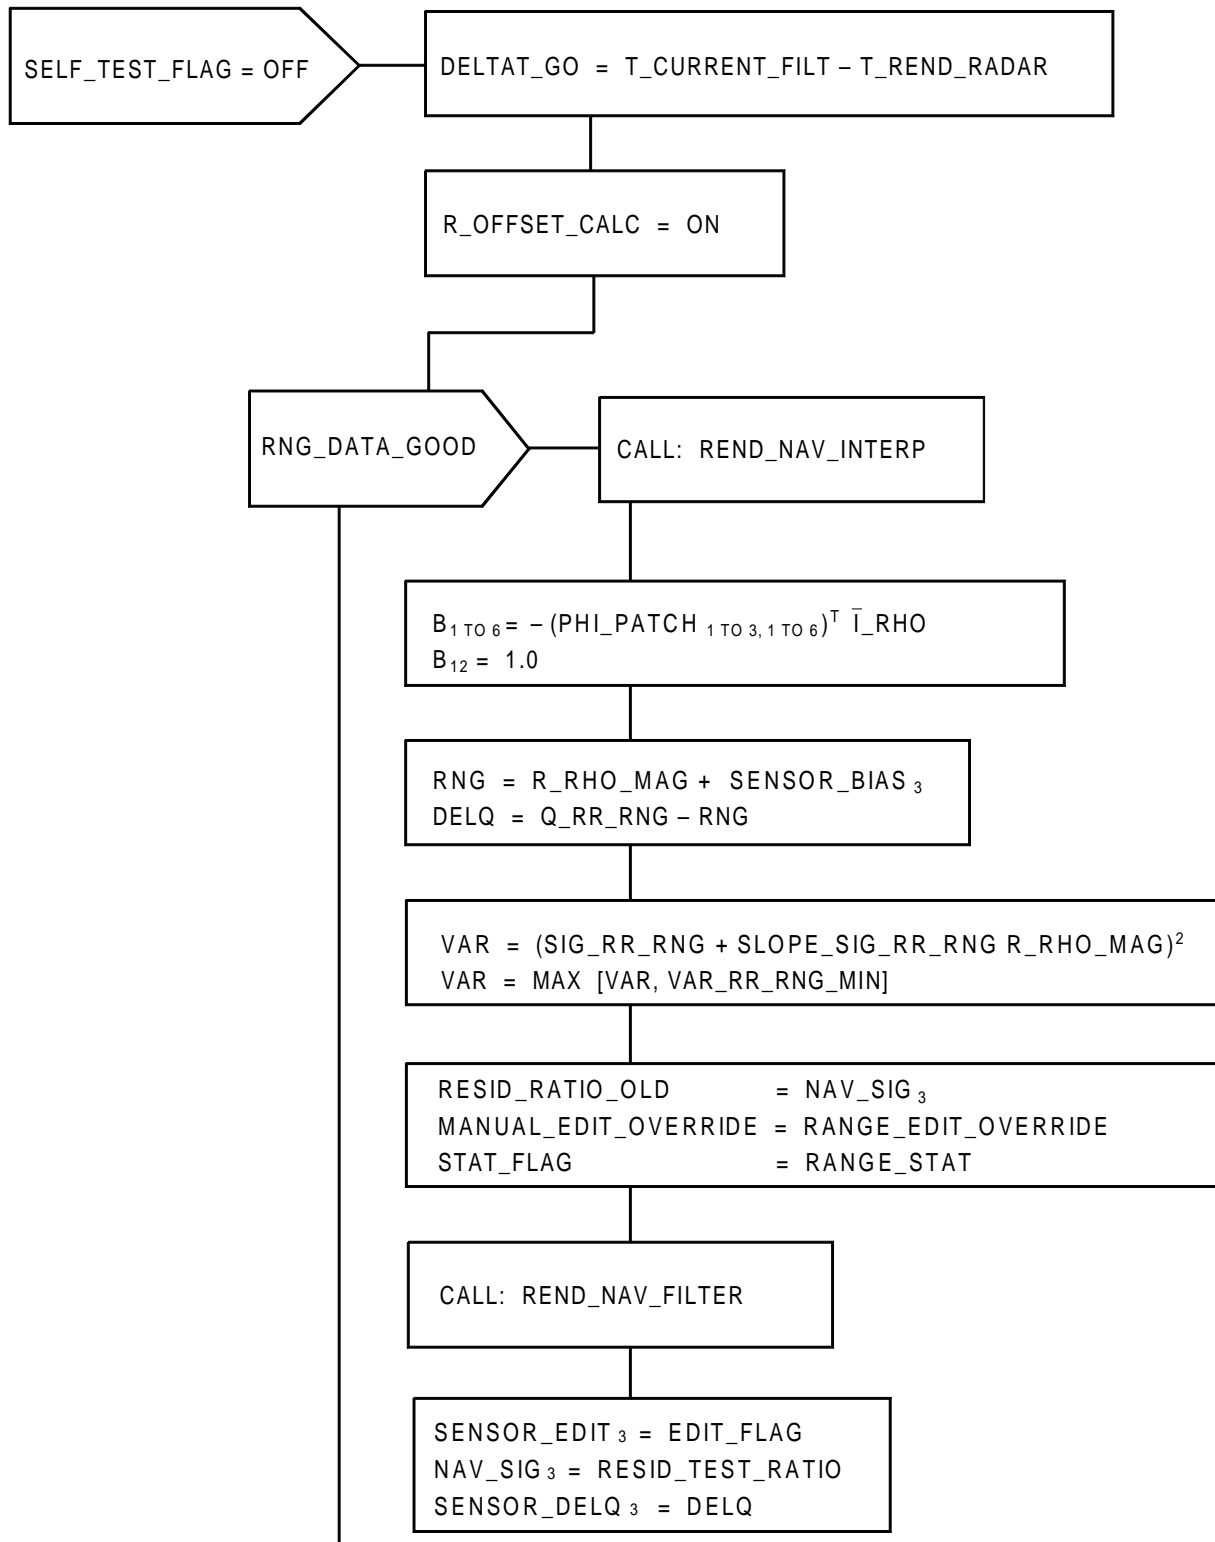 SELF_TEST_FLAG = OFF
DELTAT_GO = T_CURRENT_FILT – T_REND_RADAR
R_OFFSET_CALC = ON
RNG_DATA_GOOD
CALL: REND_NAV_INTERP
B₁ TO ₆ = – (PHI_PATCH ₁ TO ₃, ₁ TO ₆)ᵀ Ī_RHO
B₁₂ = 1.0
RNG = R_RHO_MAG + SENSOR_BIAS ₃
DELQ = Q_RR_RNG – RNG
VAR = (SIG_RR_RNG + SLOPE_SIG_RR_RNG R_RHO_MAG)²
VAR = MAX [VAR, VAR_RR_RNG_MIN]
RESID_RATIO_OLD = NAV_SIG ₃
MANUAL_EDIT_OVERRIDE = RANGE_EDIT_OVERRIDE
STAT_FLAG = RANGE_STAT
CALL: REND_NAV_FILTER
SENSOR_EDIT ₃ = EDIT_FLAG
NAV_SIG ₃ = RESID_TEST_RATIO
SENSOR_DELQ ₃ = DELQ